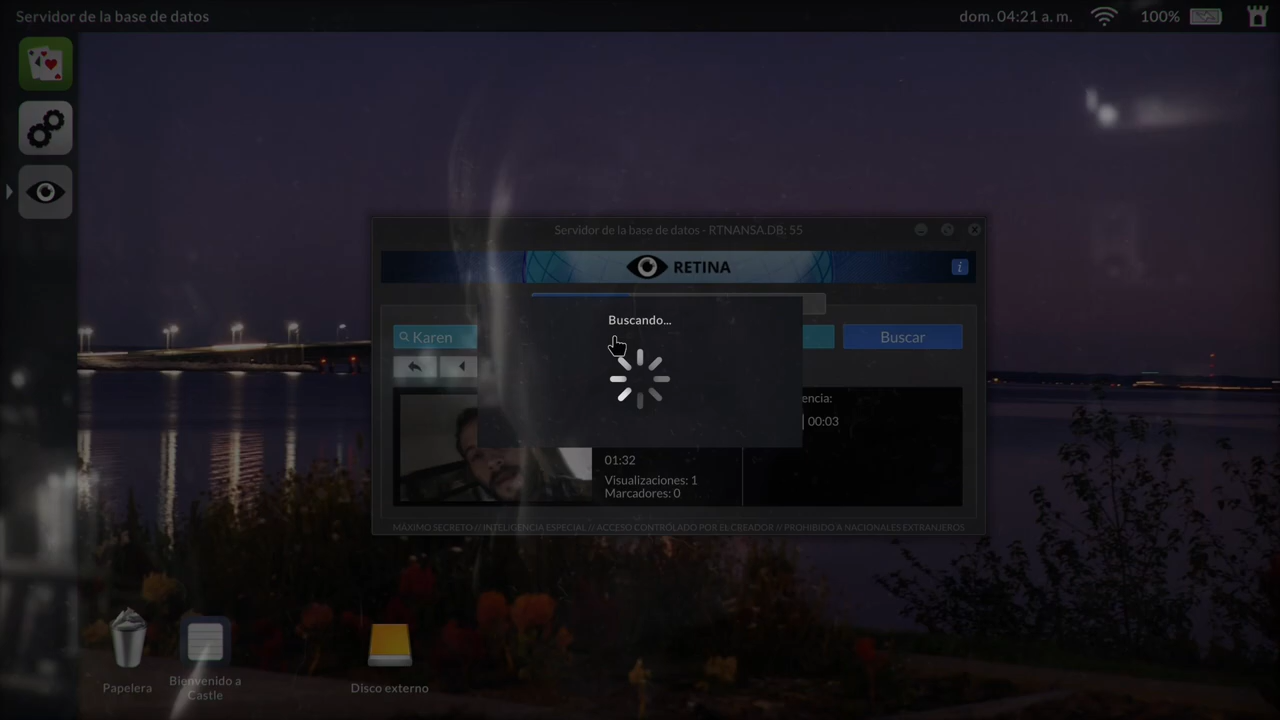 Servidor de la base de datos
dom. 04:21 a. m.
100%
Servidor de la base de datos - RTNANSA.DB: 55
RETINA
i
Buscando...
Karen
Buscar
encia:
00:03
01:32
Visualizaciones: 1
Marcadores: 0
MÁXIMO SECRETO // INTELIGENCIA ESPECIAL // ACCESO CONTROLADO POR EL CREADOR // PROHIBIDO A NACIONALES EXTRANJEROS
Papelera
Bienvenido a
Castle
Disco externo